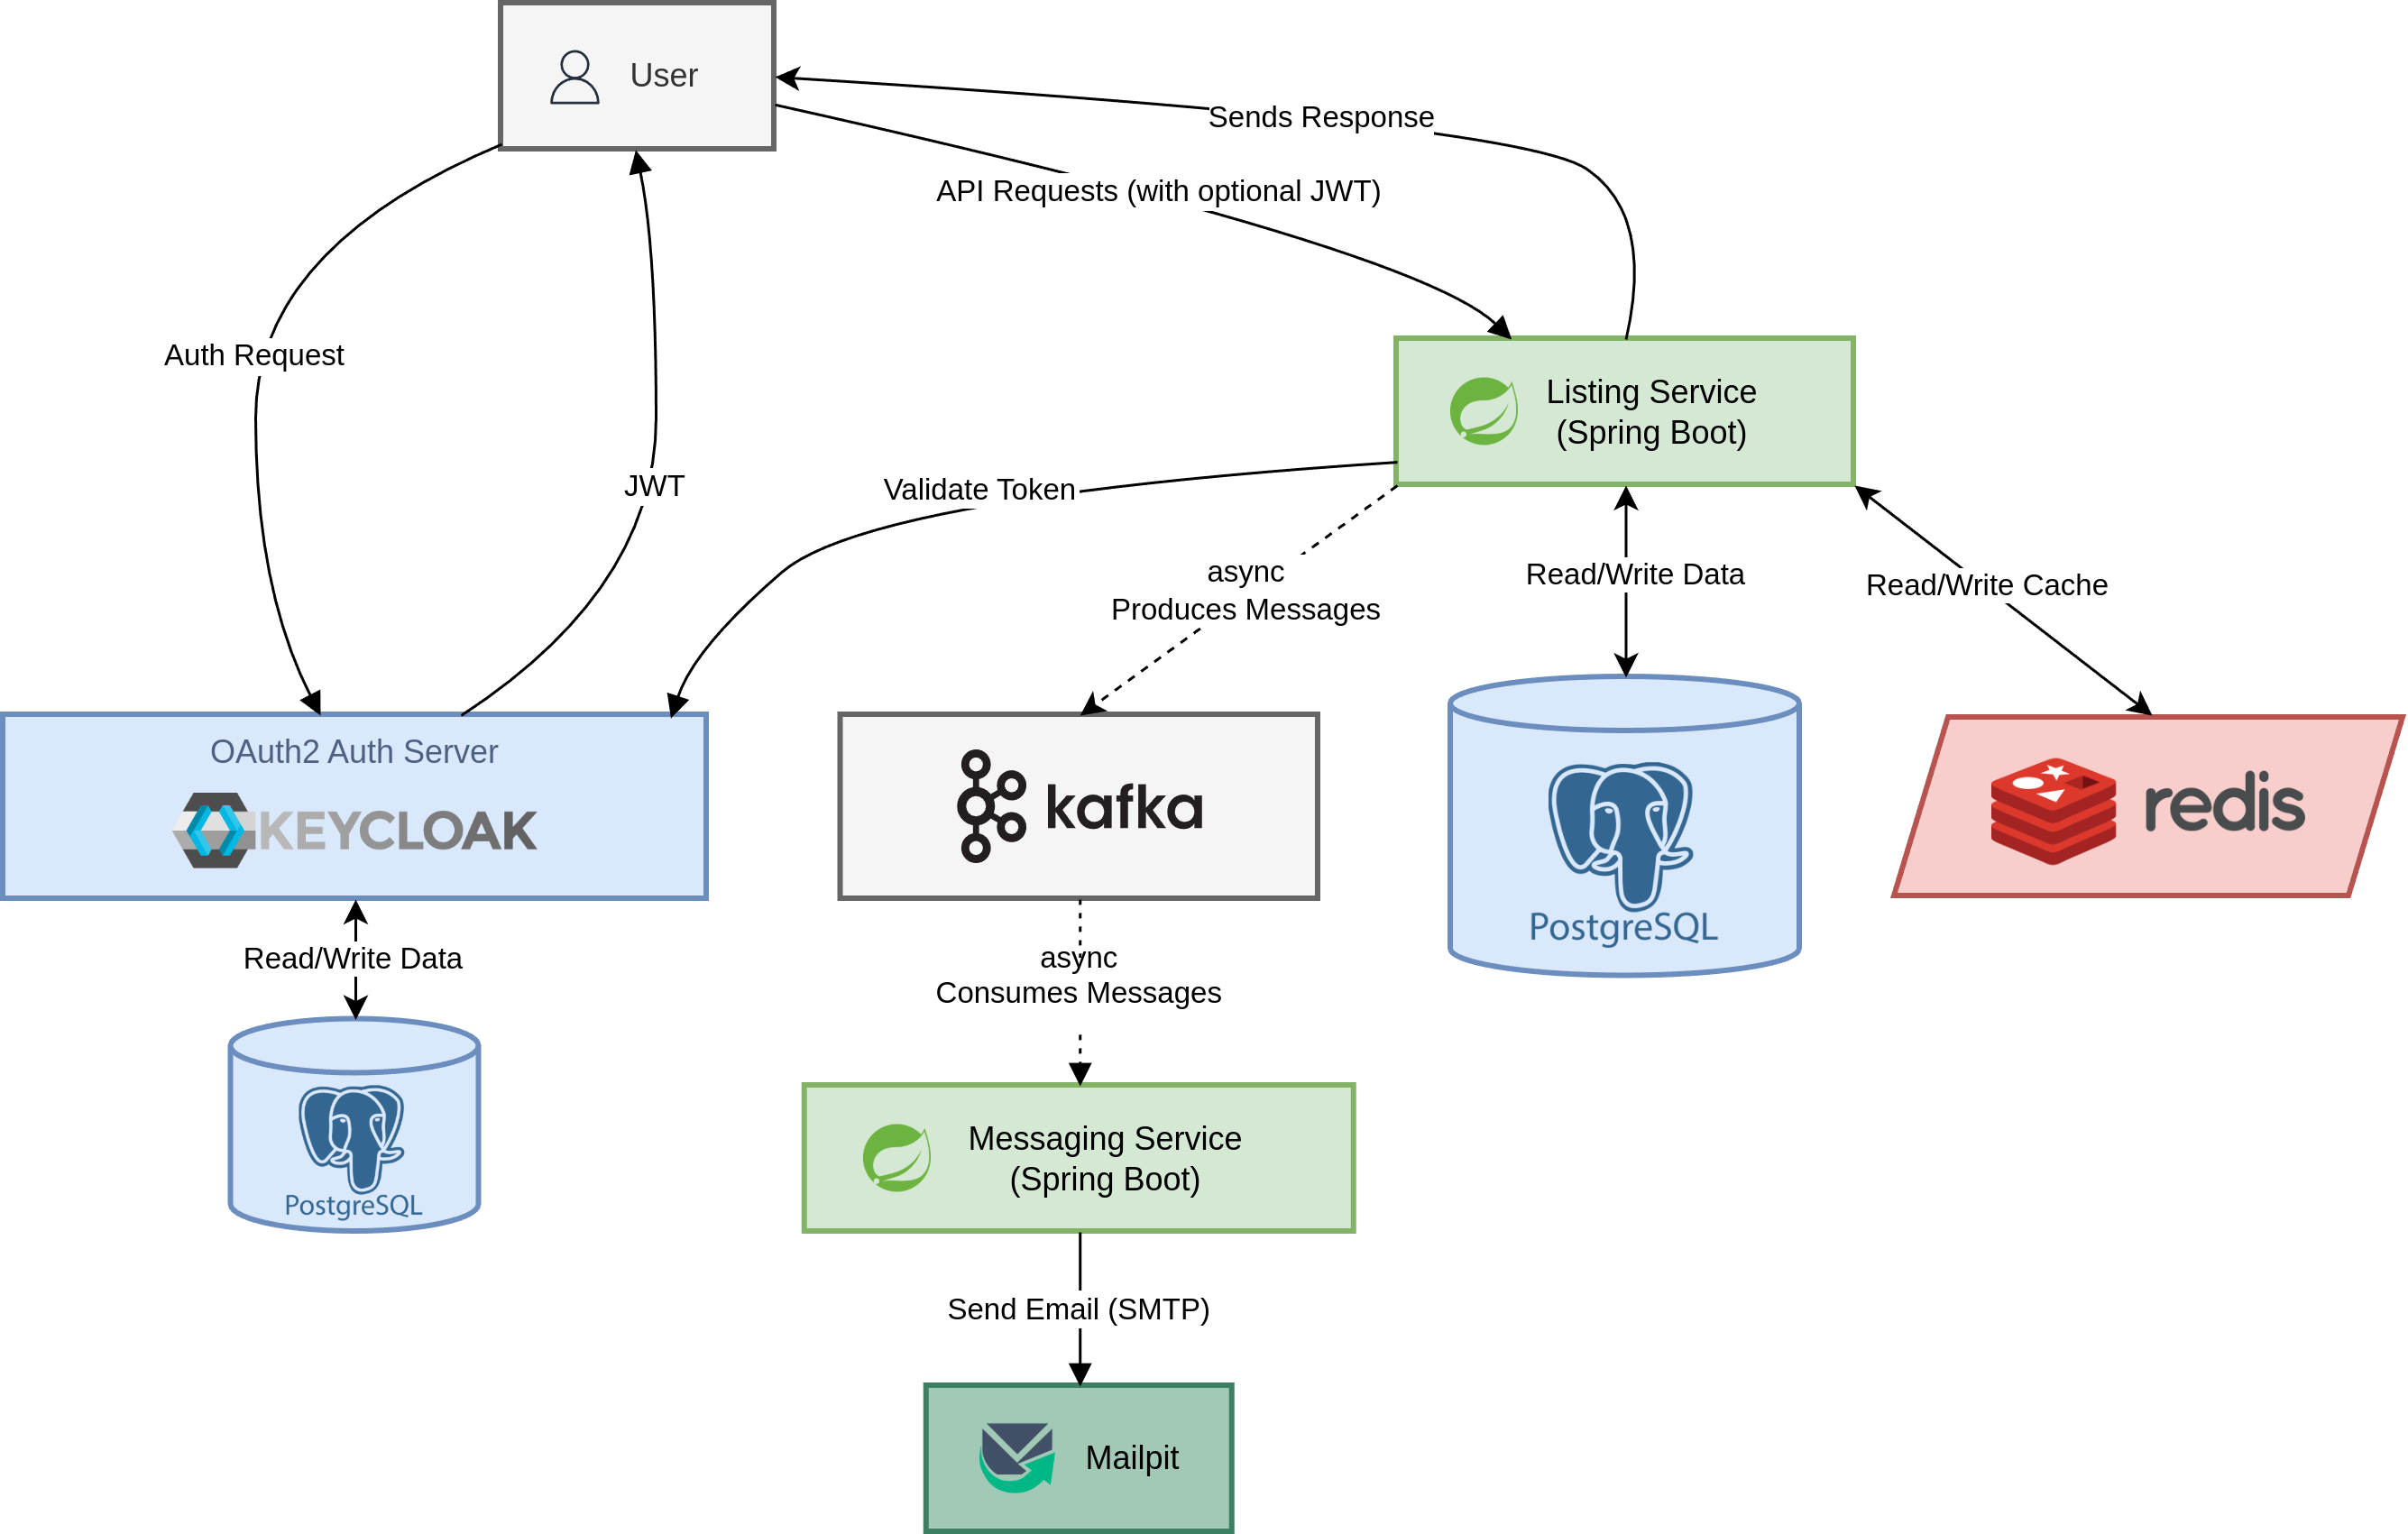 User
Sends Response
API Requests (with optional JWT)
Auth Request
Listing Service
(Spring Boot)
JWT
Validate Token
async
Produces Messages
Read/Write Data
Read/Write Cache
OAuth2 Auth Server
KEYCLOAK
kafka
PostgreSQL
redis
Read/Write Data
async
Consumes Messages
PostgreSQL
Messaging Service
(Spring Boot)
Send Email (SMTP)
Mailpit